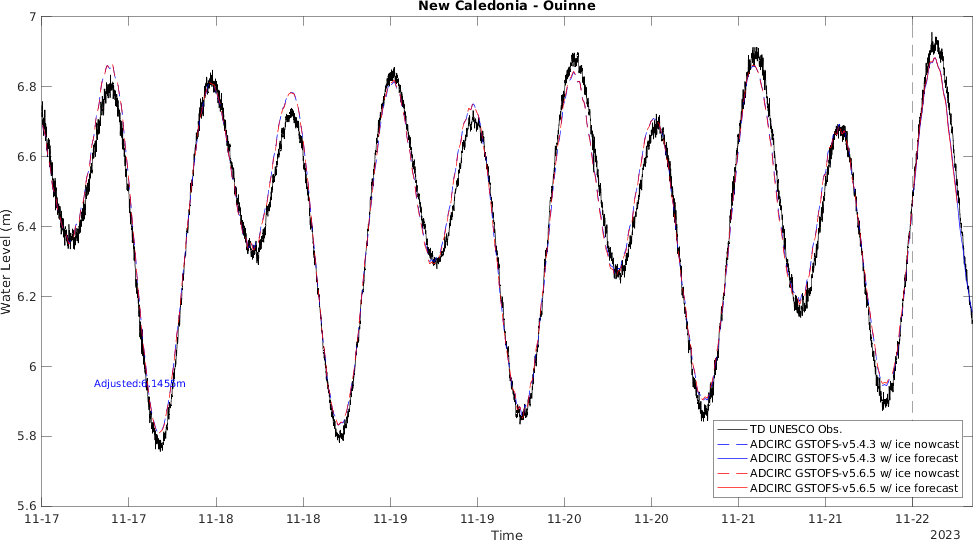 New Caledonia - Ouinne
7
6.8
6.6
6.4
6.2
6
5.8
5.6
Water Level (m)
Adjusted:6.1455m
TD UNESCO Obs.
ADCIRC GSTOFS-v5.4.3 w/ ice nowcast
ADCIRC GSTOFS-v5.4.3 w/ ice forecast
ADCIRC GSTOFS-v5.6.5 w/ ice nowcast
ADCIRC GSTOFS-v5.6.5 w/ ice forecast
11-17 11-17 11-18 11-18 11-19 11-19 11-20 11-20 11-21 11-21 11-22
Time
2023